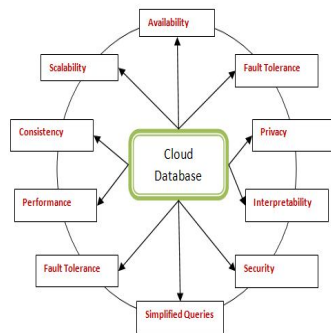 Availability
Scalability
Fault Tolerance
Consistency
Privacy
Cloud
Database
Performance
Interpretability
Fault Tolerance
Security
Simplified Queries